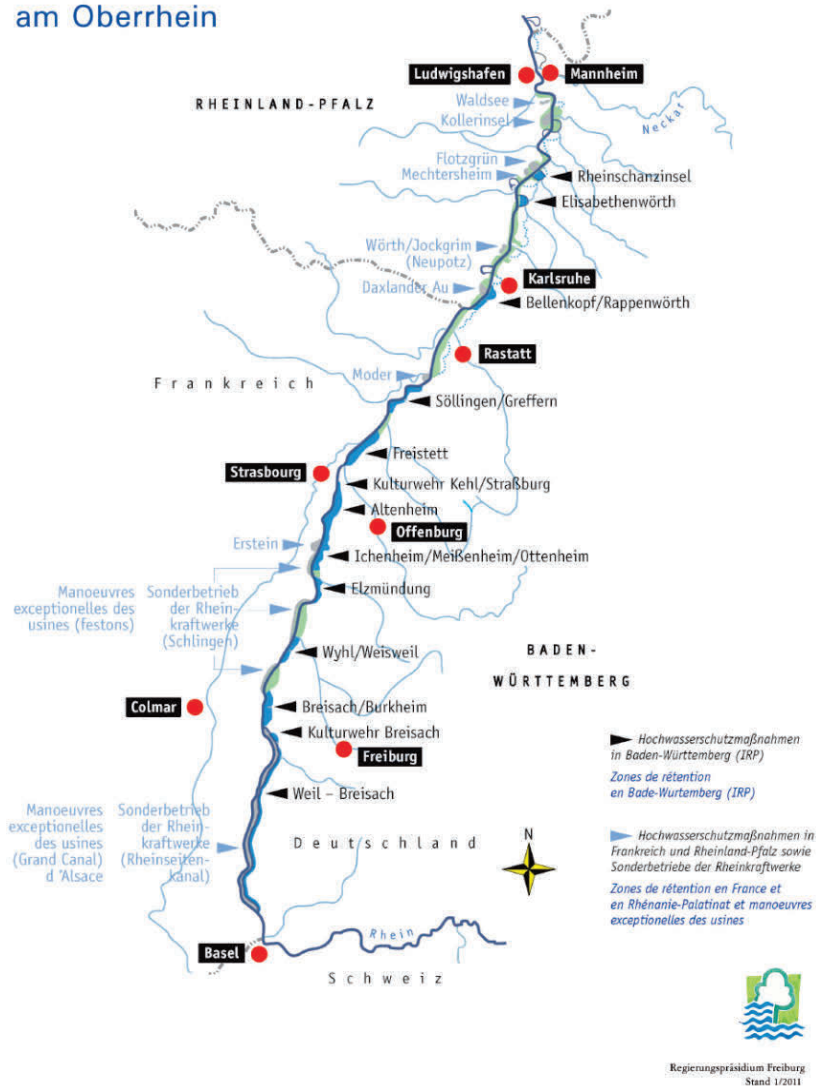 am Oberrhein
Ludwigshafen
Mannheim
RHEINLAND-PFALZ
Waldsee
Kollerinsel
Neckar
Flotzgrün
Mechtersheim
Rheinschanzinsel
Elisabethenwörth
Wörth/Jockgrim
(Neupotz)
Karlsruhe
Daxlander Au
Bellenkopf/Rappenwörth
Rastatt
Moder
Frankreich
Söllingen/Greffern
Freistett
Strasbourg
Kulturwehr Kehl/Straßburg
Altenheim
Offenburg
Erstein
Ichenheim/Meißenheim/Ottenheim
Elzmündung
Manoeuvres
exceptionelles des
usines (festons)
Sonderbetrieb
der Rhein-
kraftwerke
(Schlingen)
Wyhl/Weisweil
BADEN-
WÜRTTEMBERG
Colmar
Breisach/Burkheim
Kulturwehr Breisach
Freiburg
Weil – Breisach
Manoeuvres
exceptionelles
des usines
(Grand Canal)
d 'Alsace
Sonderbetrieb
der Rhein-
kraftwerke
(Rheinseiten-
kanal)
Deutschland
N
Basel
Rhein
Schweiz
Hochwasserschutzmaßnahmen
in Baden-Württemberg (IRP)
Zones de rétention
en Bade-Wurtemberg (IRP)
Hochwasserschutzmaßnahmen in
Frankreich und Rheinland-Pfalz sowie
Sonderbetriebe der Rheinkraftwerke
Zones de rétention en France et
en Rhénanie-Palatinat et manoeuvres
exceptionelles des usines
Regierungspräsidium Freiburg
Stand 1/2011